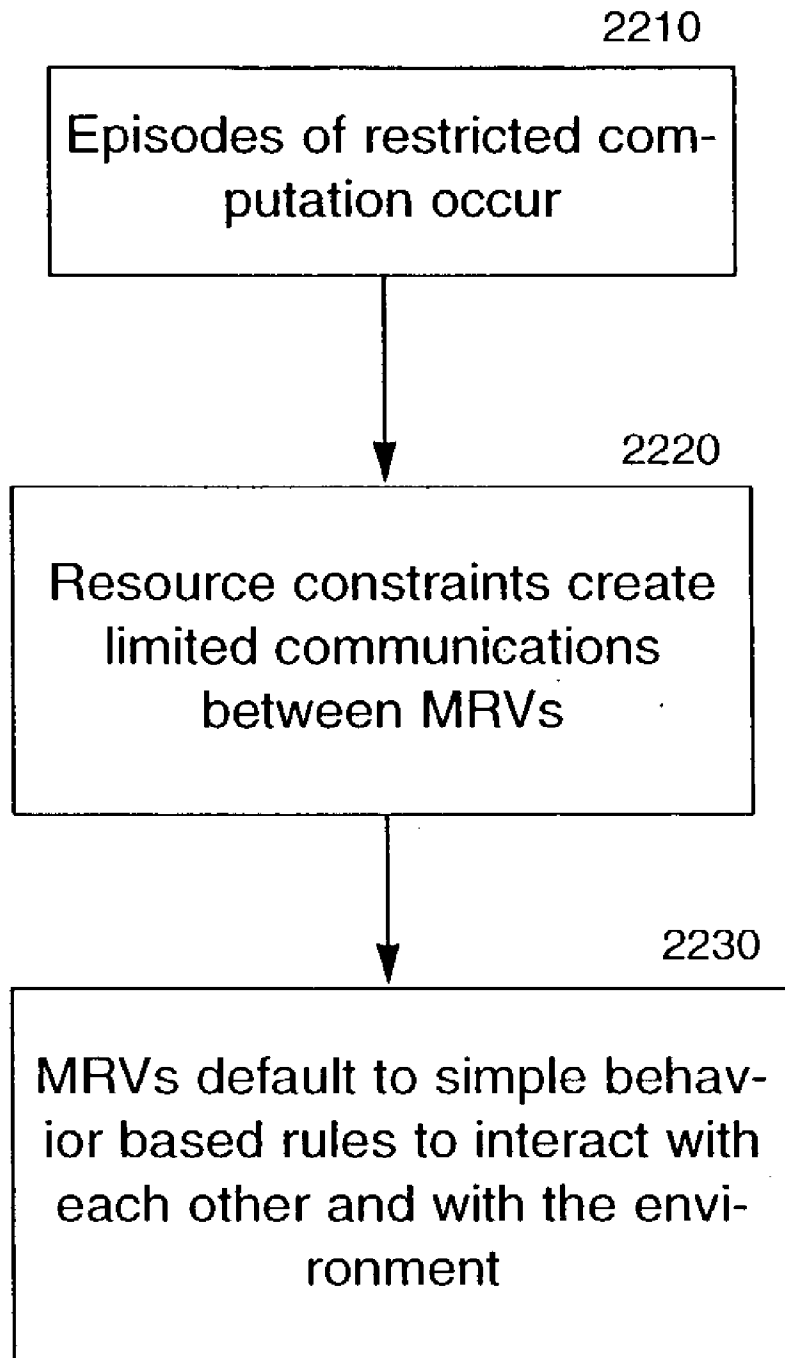 2210
Episodes of restricted com-
putation occur
2220
Resource constraints create
limited communications
between MRVs
2230
MRVs default to simple behav-
ior based rules to interact with
each other and with the envi-
ronment